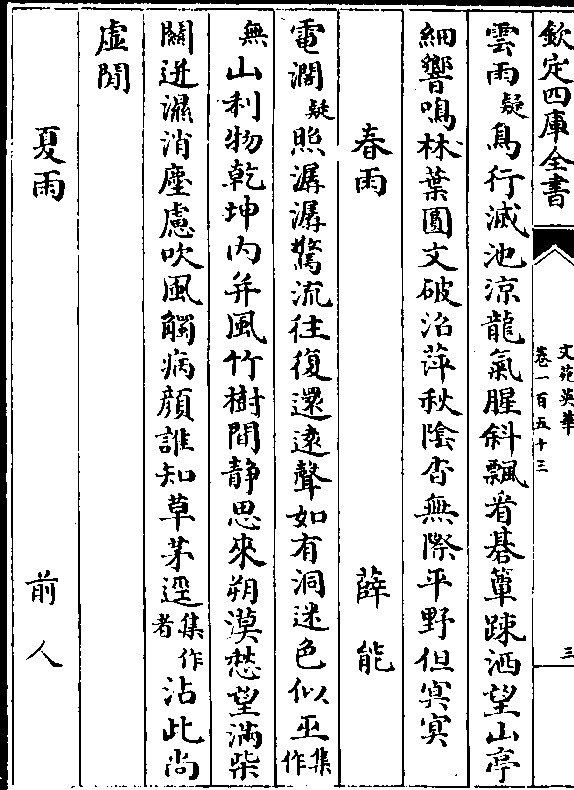 欽定四庫全書
文苑英華
卷一百五十三
三
雲雨疑鳥行滅池涼龍氣腥斜飄看碁簟踈洒望山亭
細響鳴林葉圓文破沼萍秋陰杳無際平野但冥冥
春雨 薛能
電濶疑照潺潺驚流往復還遠聲如有洞迷色似巫集作
無山利物乾坤内并風竹樹間静思來朔漠愁望滿柴
關迸濕消塵慮吹風觸病顔誰知草茅逕集作者沾此尚
虚閒
夏雨 前人